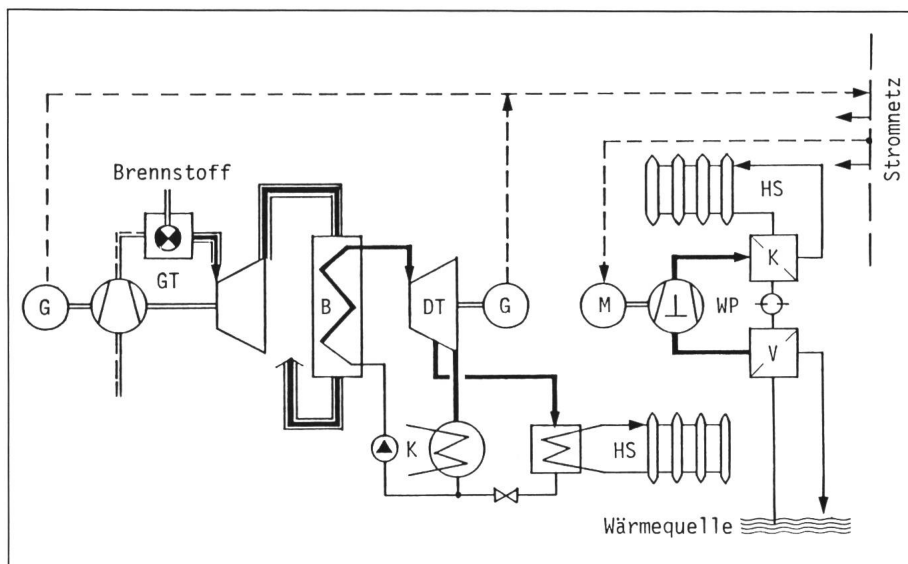 Stromnetz
Brennstoff
HS
GT
K
G
B
DT
G
M
WP
V
K
HS
Wärmequelle